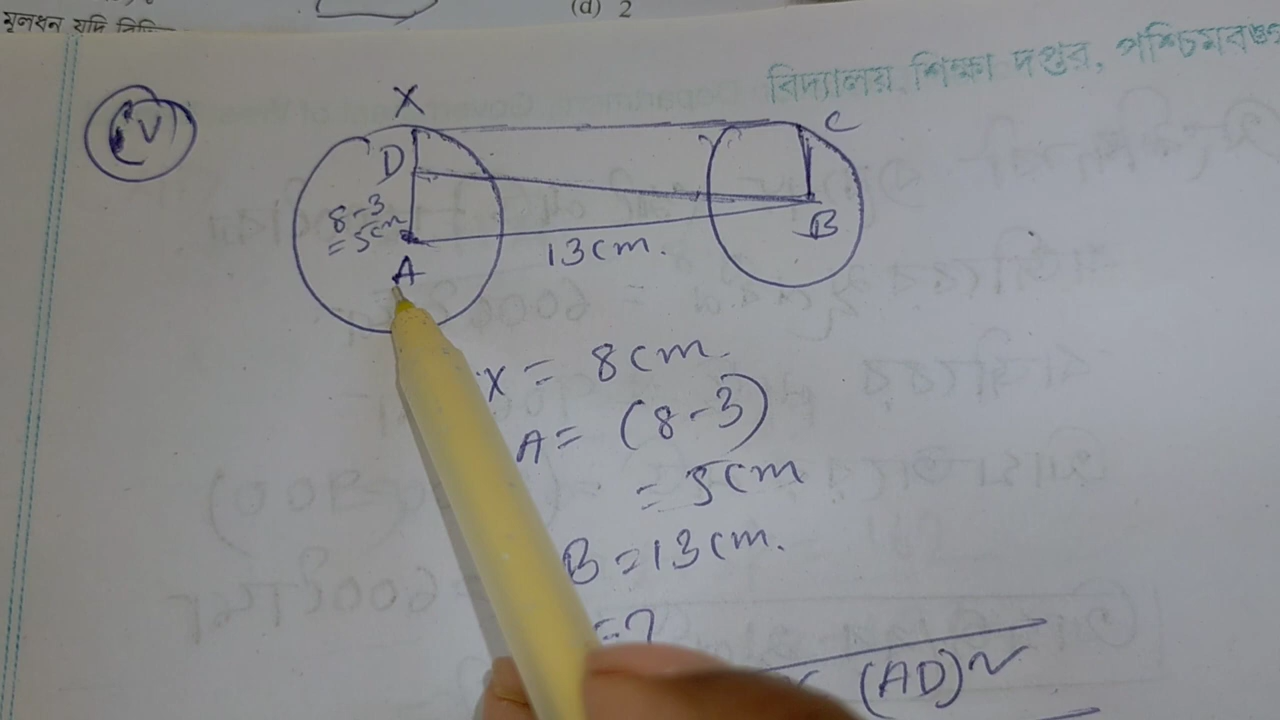 (d) 2
মূলধন যদি
বিদ্যালয় শিক্ষা দপ্তর, পশ্চিমবঙ্গ
(V)
X
C
D
8-3
= 5cm
B
13cm.
A
X = 8cm.
A = (8-3)
= 5cm
B = 13cm.
= ?
(AD)²